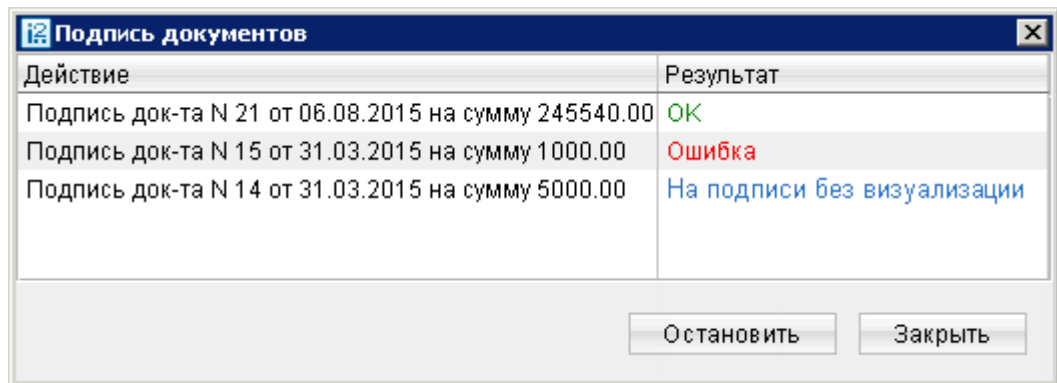 i2 Подпись документов
Действие Результат
Подпись док-та N 21 от 06.08.2015 на сумму 245540.00 OK
Подпись док-та N 15 от 31.03.2015 на сумму 1000.00 Ошибка
Подпись док-та N 14 от 31.03.2015 на сумму 5000.00 На подписи без визуализации
Остановить Закрыть